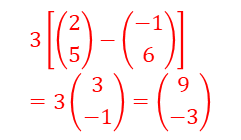 3 [(2 5) − (−1 6)]
= 3 (3 −1) = (9 −3)